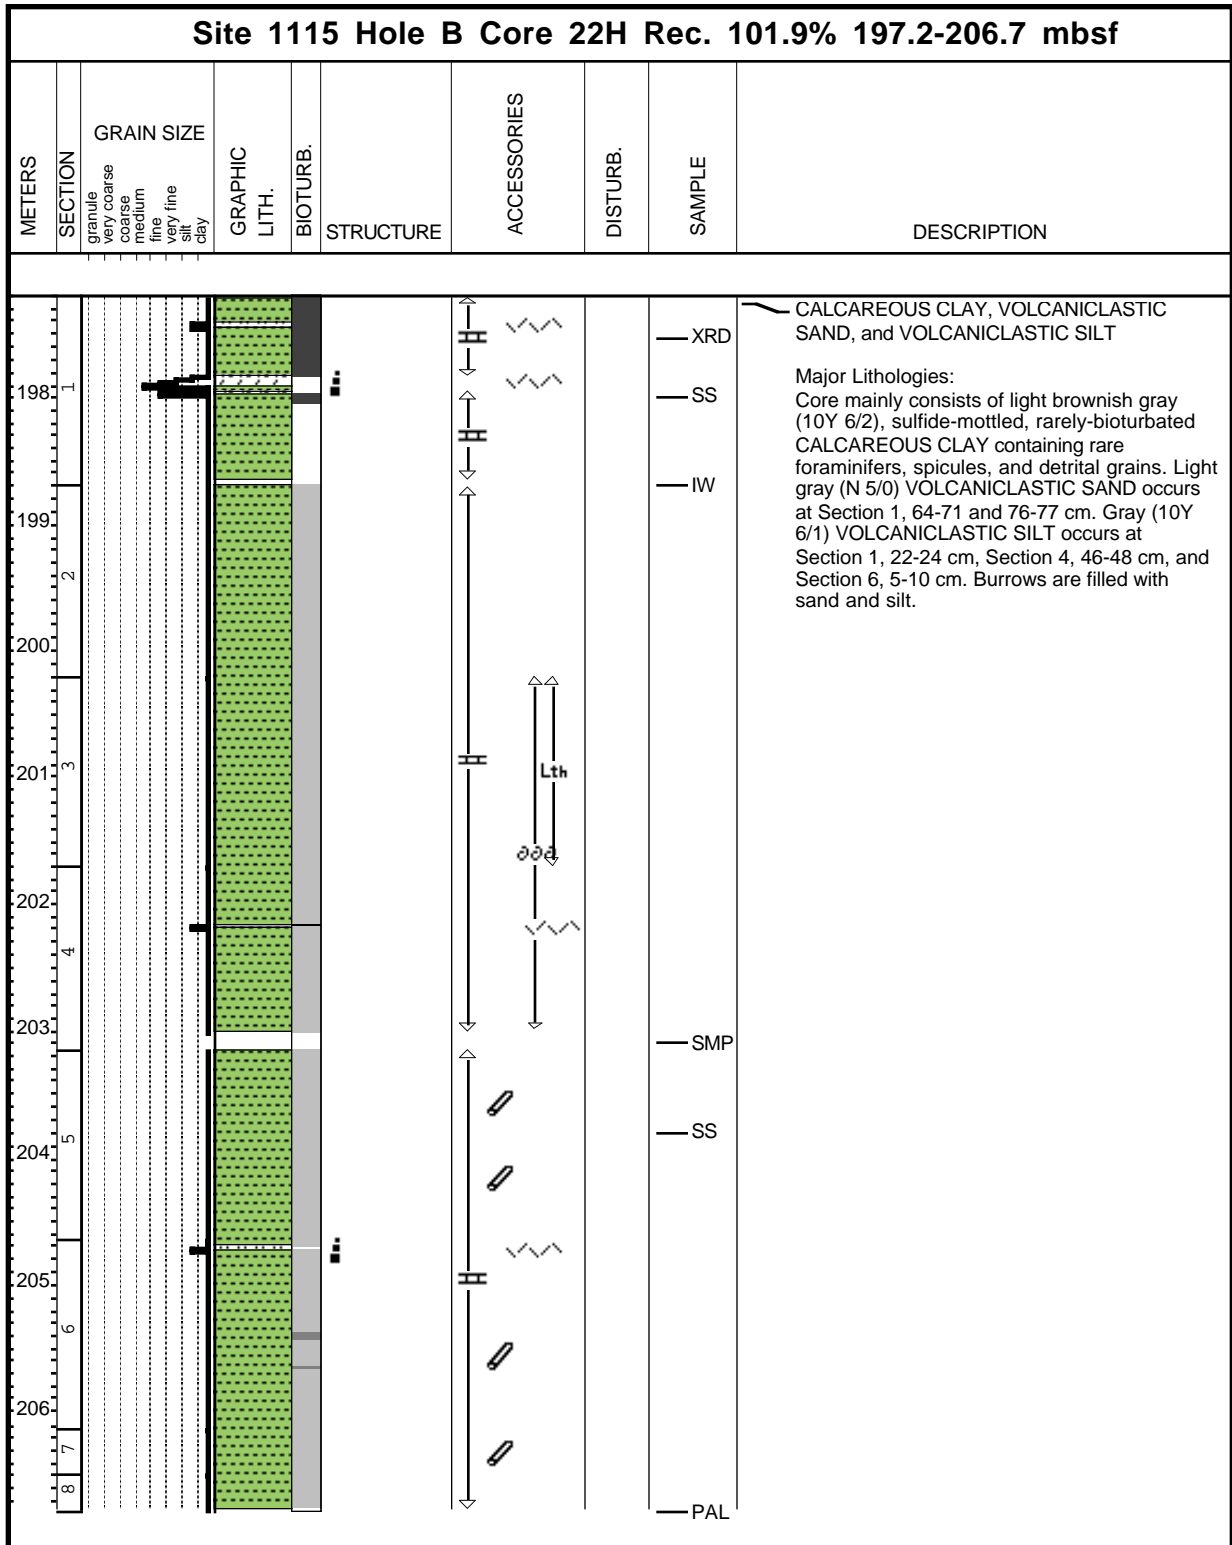 Site 1115 Hole B Core 22H Rec. 101.9% 197.2-206.7 mbsf
METERS
SECTION
GRAIN SIZE
granule
very coarse
coarse
medium
fine
very fine
silt
clay
GRAPHIC
LITH.
BIOTURB.
STRUCTURE
ACCESSORIES
DISTURB.
SAMPLE
DESCRIPTION
198
199
200
201
202
203
204
205
206
1
2
3
4
5
6
7
8
Lth
XRD
SS
IW
SMP
SS
PAL
CALCAREOUS CLAY, VOLCANICLASTIC
SAND, and VOLCANICLASTIC SILT
Major Lithologies:
Core mainly consists of light brownish gray
(10Y 6/2), sulfide-mottled, rarely-bioturbated
CALCAREOUS CLAY containing rare
foraminifers, spicules, and detrital grains. Light
gray (N 5/0) VOLCANICLASTIC SAND occurs
at Section 1, 64-71 and 76-77 cm. Gray (10Y
6/1) VOLCANICLASTIC SILT occurs at
Section 1, 22-24 cm, Section 4, 46-48 cm, and
Section 6, 5-10 cm. Burrows are filled with
sand and silt.